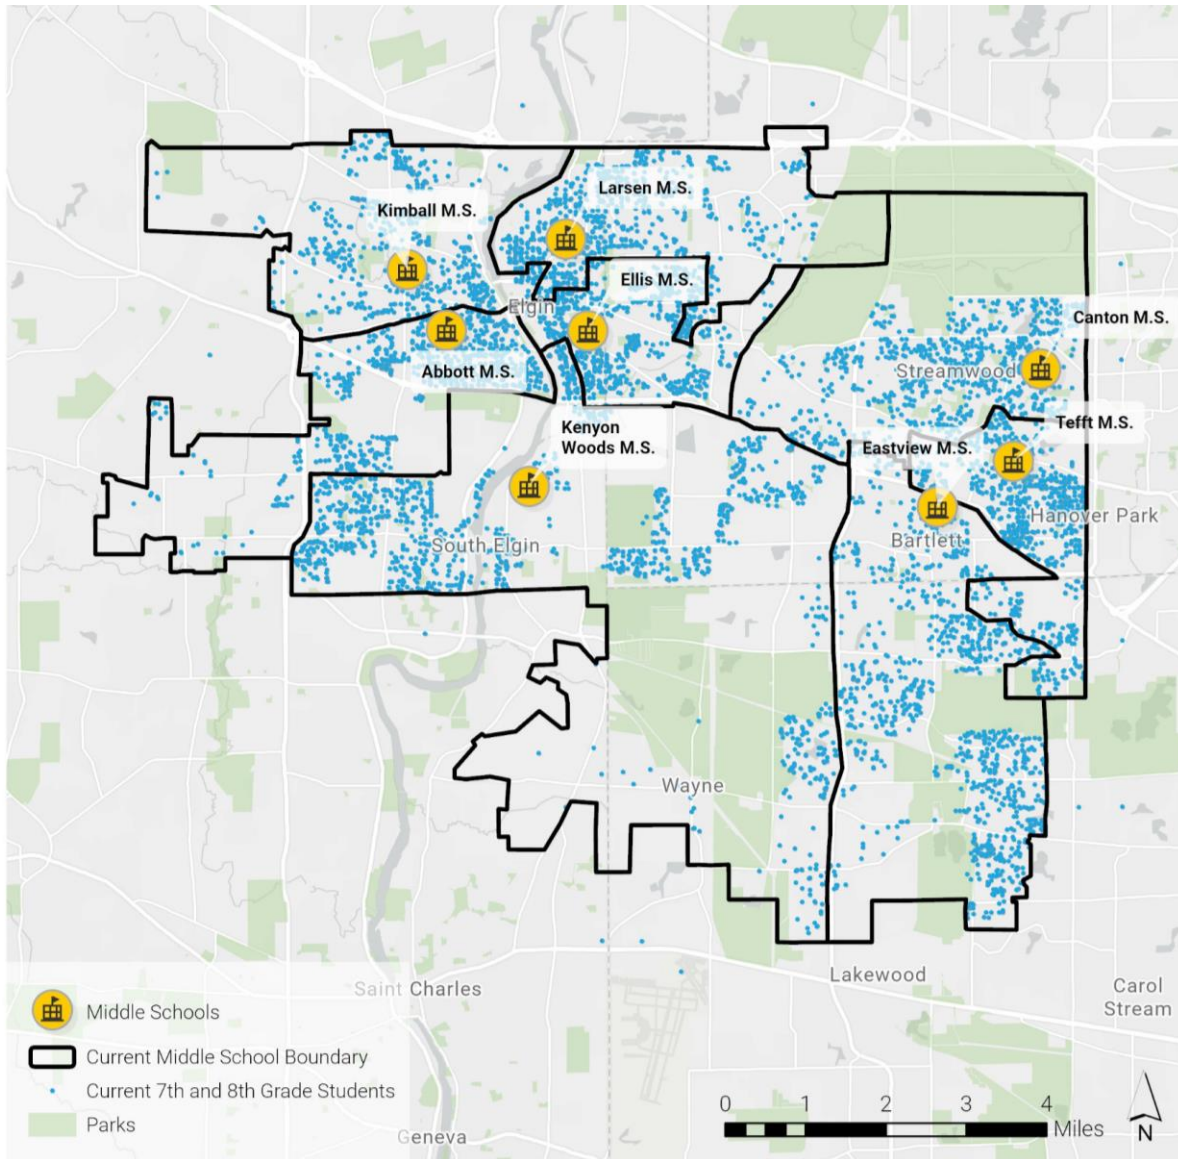 Larsen M.S.
Kimball M.S.
Ellis M.S.
Elgin
Canton M.S.
Streamwood
Abbott M.S.
Tefft M.S.
Kenyon
Woods M.S.
Eastview M.S.
Hanover Park
Bartlett
South Elgin
Wayne
Lakewood
Saint Charles
Carol
Stream
Middle Schools
Current Middle School Boundary
Current 7th and 8th Grade Students
Parks
0 1 2 3 4
Miles
N
Geneva